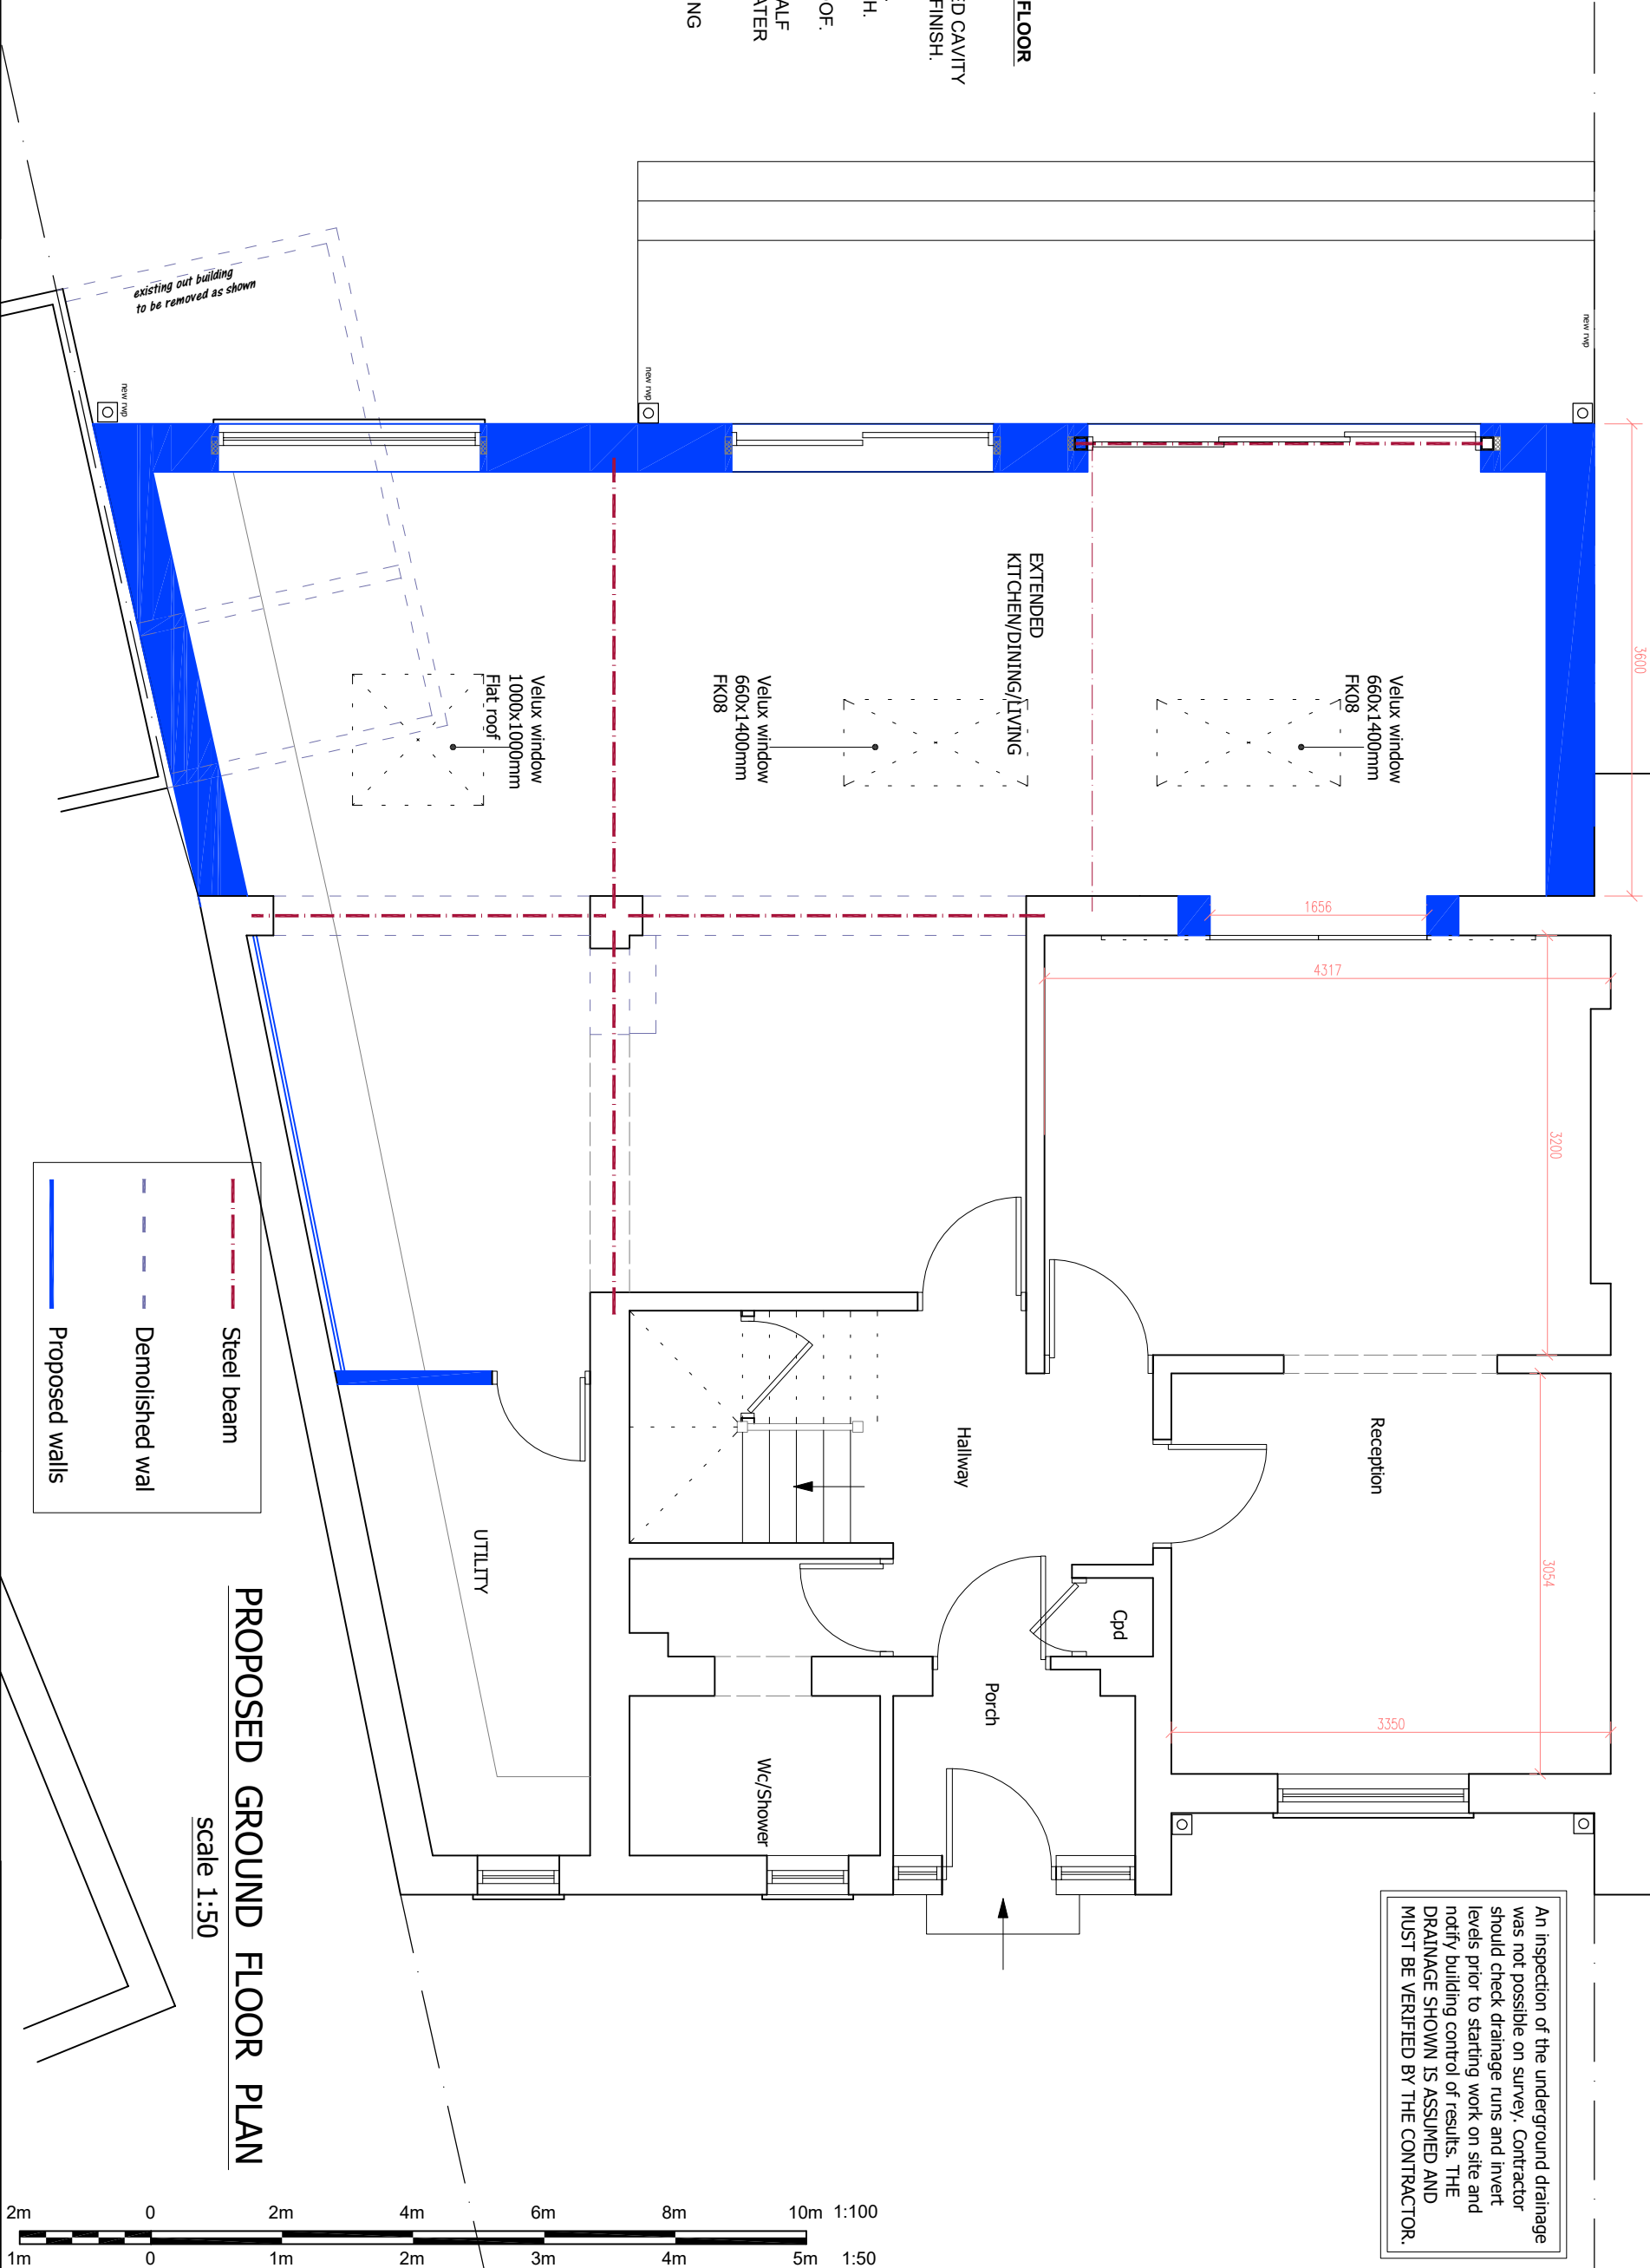 FLOOR
ED CAVITY
FINISH.
H.
OF.
ALF
ATER
NG
existing out building
to be removed as shown
new rwp
new rwp
new rwp
3600
EXTENDED
KITCHEN/DINING/LIVING
Velux window
660x1400mm
FK08
Velux window
660x1400mm
FK08
Velux window
1000x1000mm
Flat roof
1656
4317
3200
Reception
3054
3350
Hallway
Cpd
Porch
Wc/Shower
UTILITY
Steel beam
Demolished wal
Proposed walls
PROPOSED GROUND FLOOR PLAN
scale 1:50
An inspection of the underground drainage
was not possible on survey. Contractor
should check drainage runs and invert
levels prior to starting work on site and
notify building control of results. THE
DRAINAGE SHOWN IS ASSUMED AND
MUST BE VERIFIED BY THE CONTRACTOR.
2m 0 2m 4m 6m 8m 10m 1:100
1m 0 1m 2m 3m 4m 5m 1:50